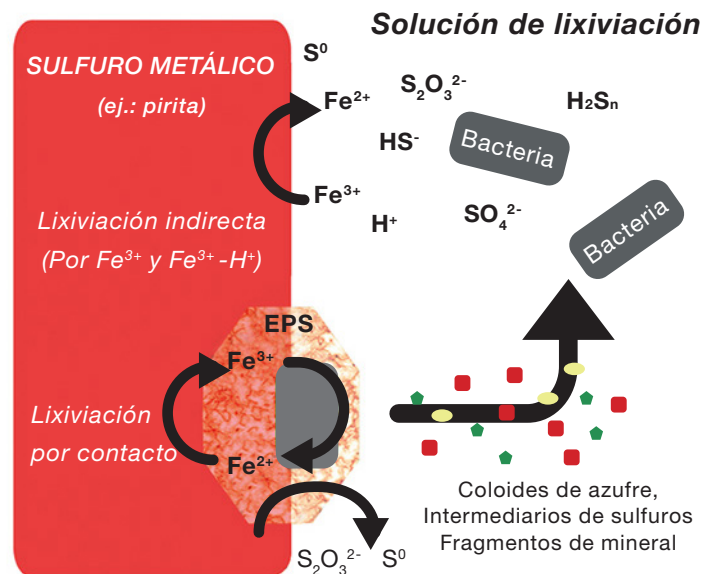 Solución de lixiviación
SULFURO METÁLICO
(ej.: pirita)
S⁰
Fe²⁺
S₂O₃²⁻
H₂Sₙ
HS⁻
Bacteria
Fe³⁺
H⁺
SO₄²⁻
Bacteria
Lixiviación indirecta
(Por Fe³⁺ y Fe³⁺-H⁺)
EPS
Fe³⁺
Lixiviación
por contacto
Fe²⁺
S₂O₃²⁻ S⁰
Coloides de azufre,
Intermediarios de sulfuros
Fragmentos de mineral